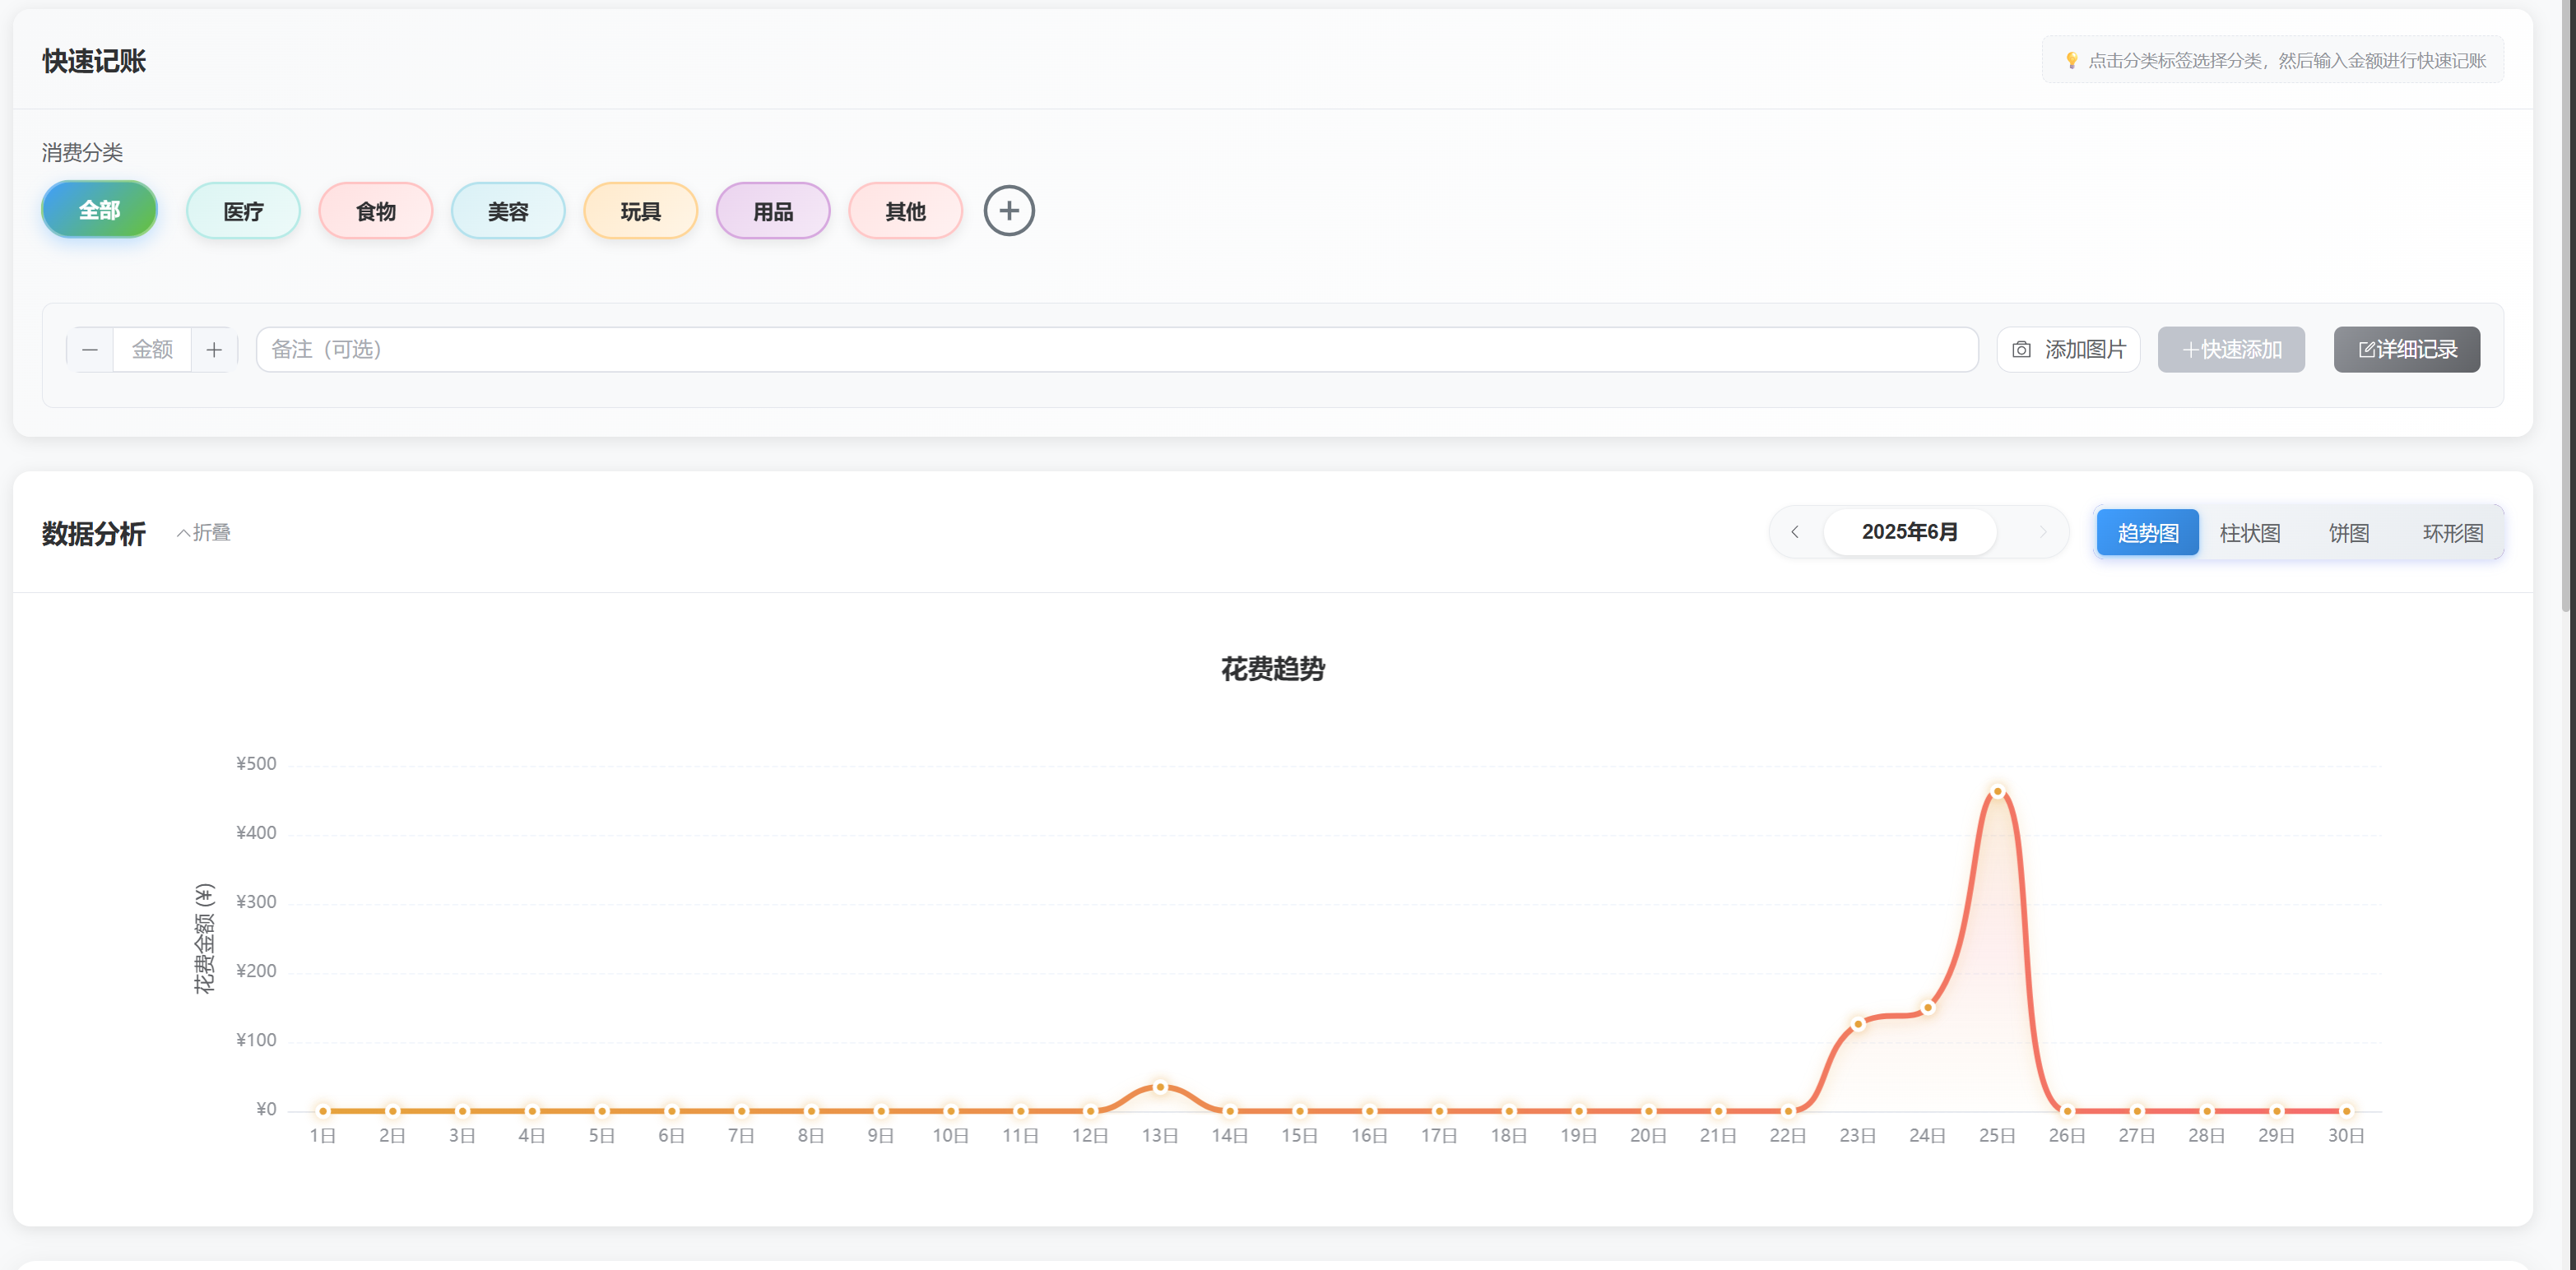 快速记账
💡 点击分类标签选择分类，然后输入金额进行快速记账
消费分类
全部 医疗 食物 美容 玩具 用品 其他
金额 备注（可选） 添加图片 快速添加 详细记录
数据分析 折叠
2025年6月
趋势图 柱状图 饼图 环形图
花费趋势
花费金额 (¥)
¥500
¥400
¥300
¥200
¥100
¥0
1日 2日 3日 4日 5日 6日 7日 8日 9日 10日 11日 12日 13日 14日 15日 16日 17日 18日 19日 20日 21日 22日 23日 24日 25日 26日 27日 28日 29日 30日